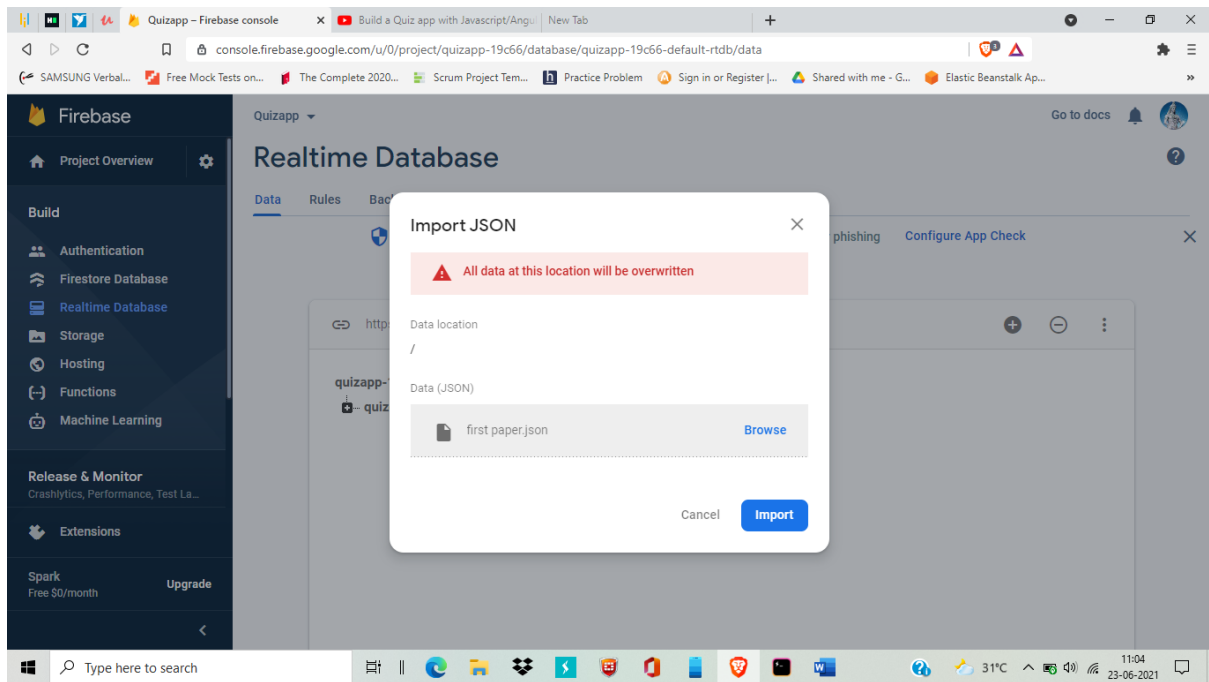 Quizapp – Firebase console
Build a Quiz app with Javascript/Angu
New Tab
console.firebase.google.com/u/0/project/quizapp-19c66/database/quizapp-19c66-default-rtdb/data
SAMSUNG Verbal...
Free Mock Tests on...
The Complete 2020...
Scrum Project Tem...
Practice Problem
Sign in or Register |...
Shared with me - G...
Elastic Beanstalk Ap...
Firebase
Quizapp
Go to docs
Project Overview
Realtime Database
Data
Rules
Bac
Build
Import JSON
phishing
Configure App Check
Authentication
All data at this location will be overwritten
Firestore Database
Realtime Database
Storage
http
Data location
/
Hosting
Functions
quizapp-
Data (JSON)
quiz
Machine Learning
first paper.json
Browse
Release & Monitor
Crashlytics, Performance, Test La...
Cancel
Import
Extensions
Spark
Free $0/month
Upgrade
Type here to search
31°C
11:04
23-06-2021